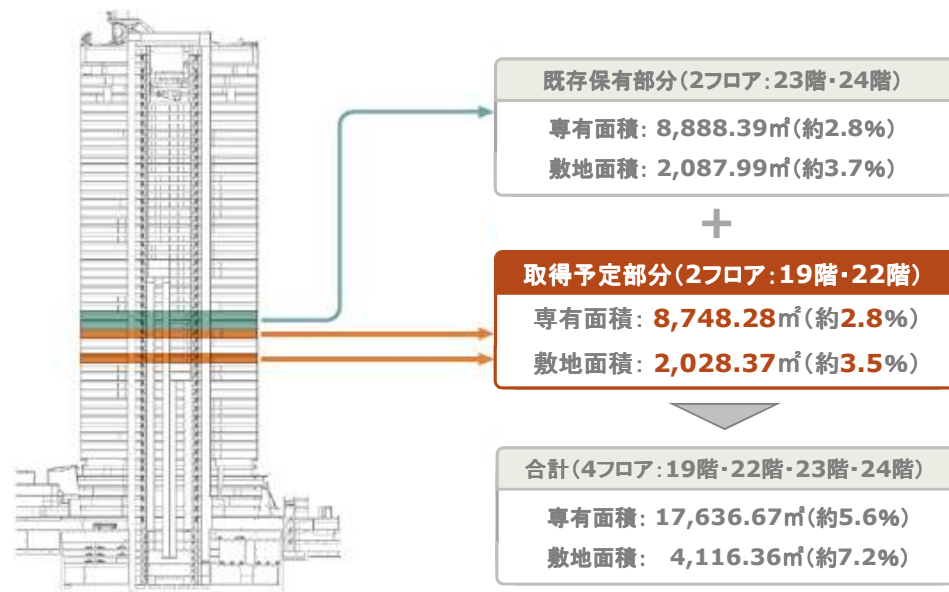 既存保有部分(2フロア:23階・24階)
専有面積: 8,888.39㎡(約2.8%)
敷地面積: 2,087.99㎡(約3.7%)
+
取得予定部分(2フロア:19階・22階)
専有面積: 8,748.28㎡(約2.8%)
敷地面積: 2,028.37㎡(約3.5%)
合計(4フロア:19階・22階・23階・24階)
専有面積: 17,636.67㎡(約5.6%)
敷地面積: 4,116.36㎡(約7.2%)